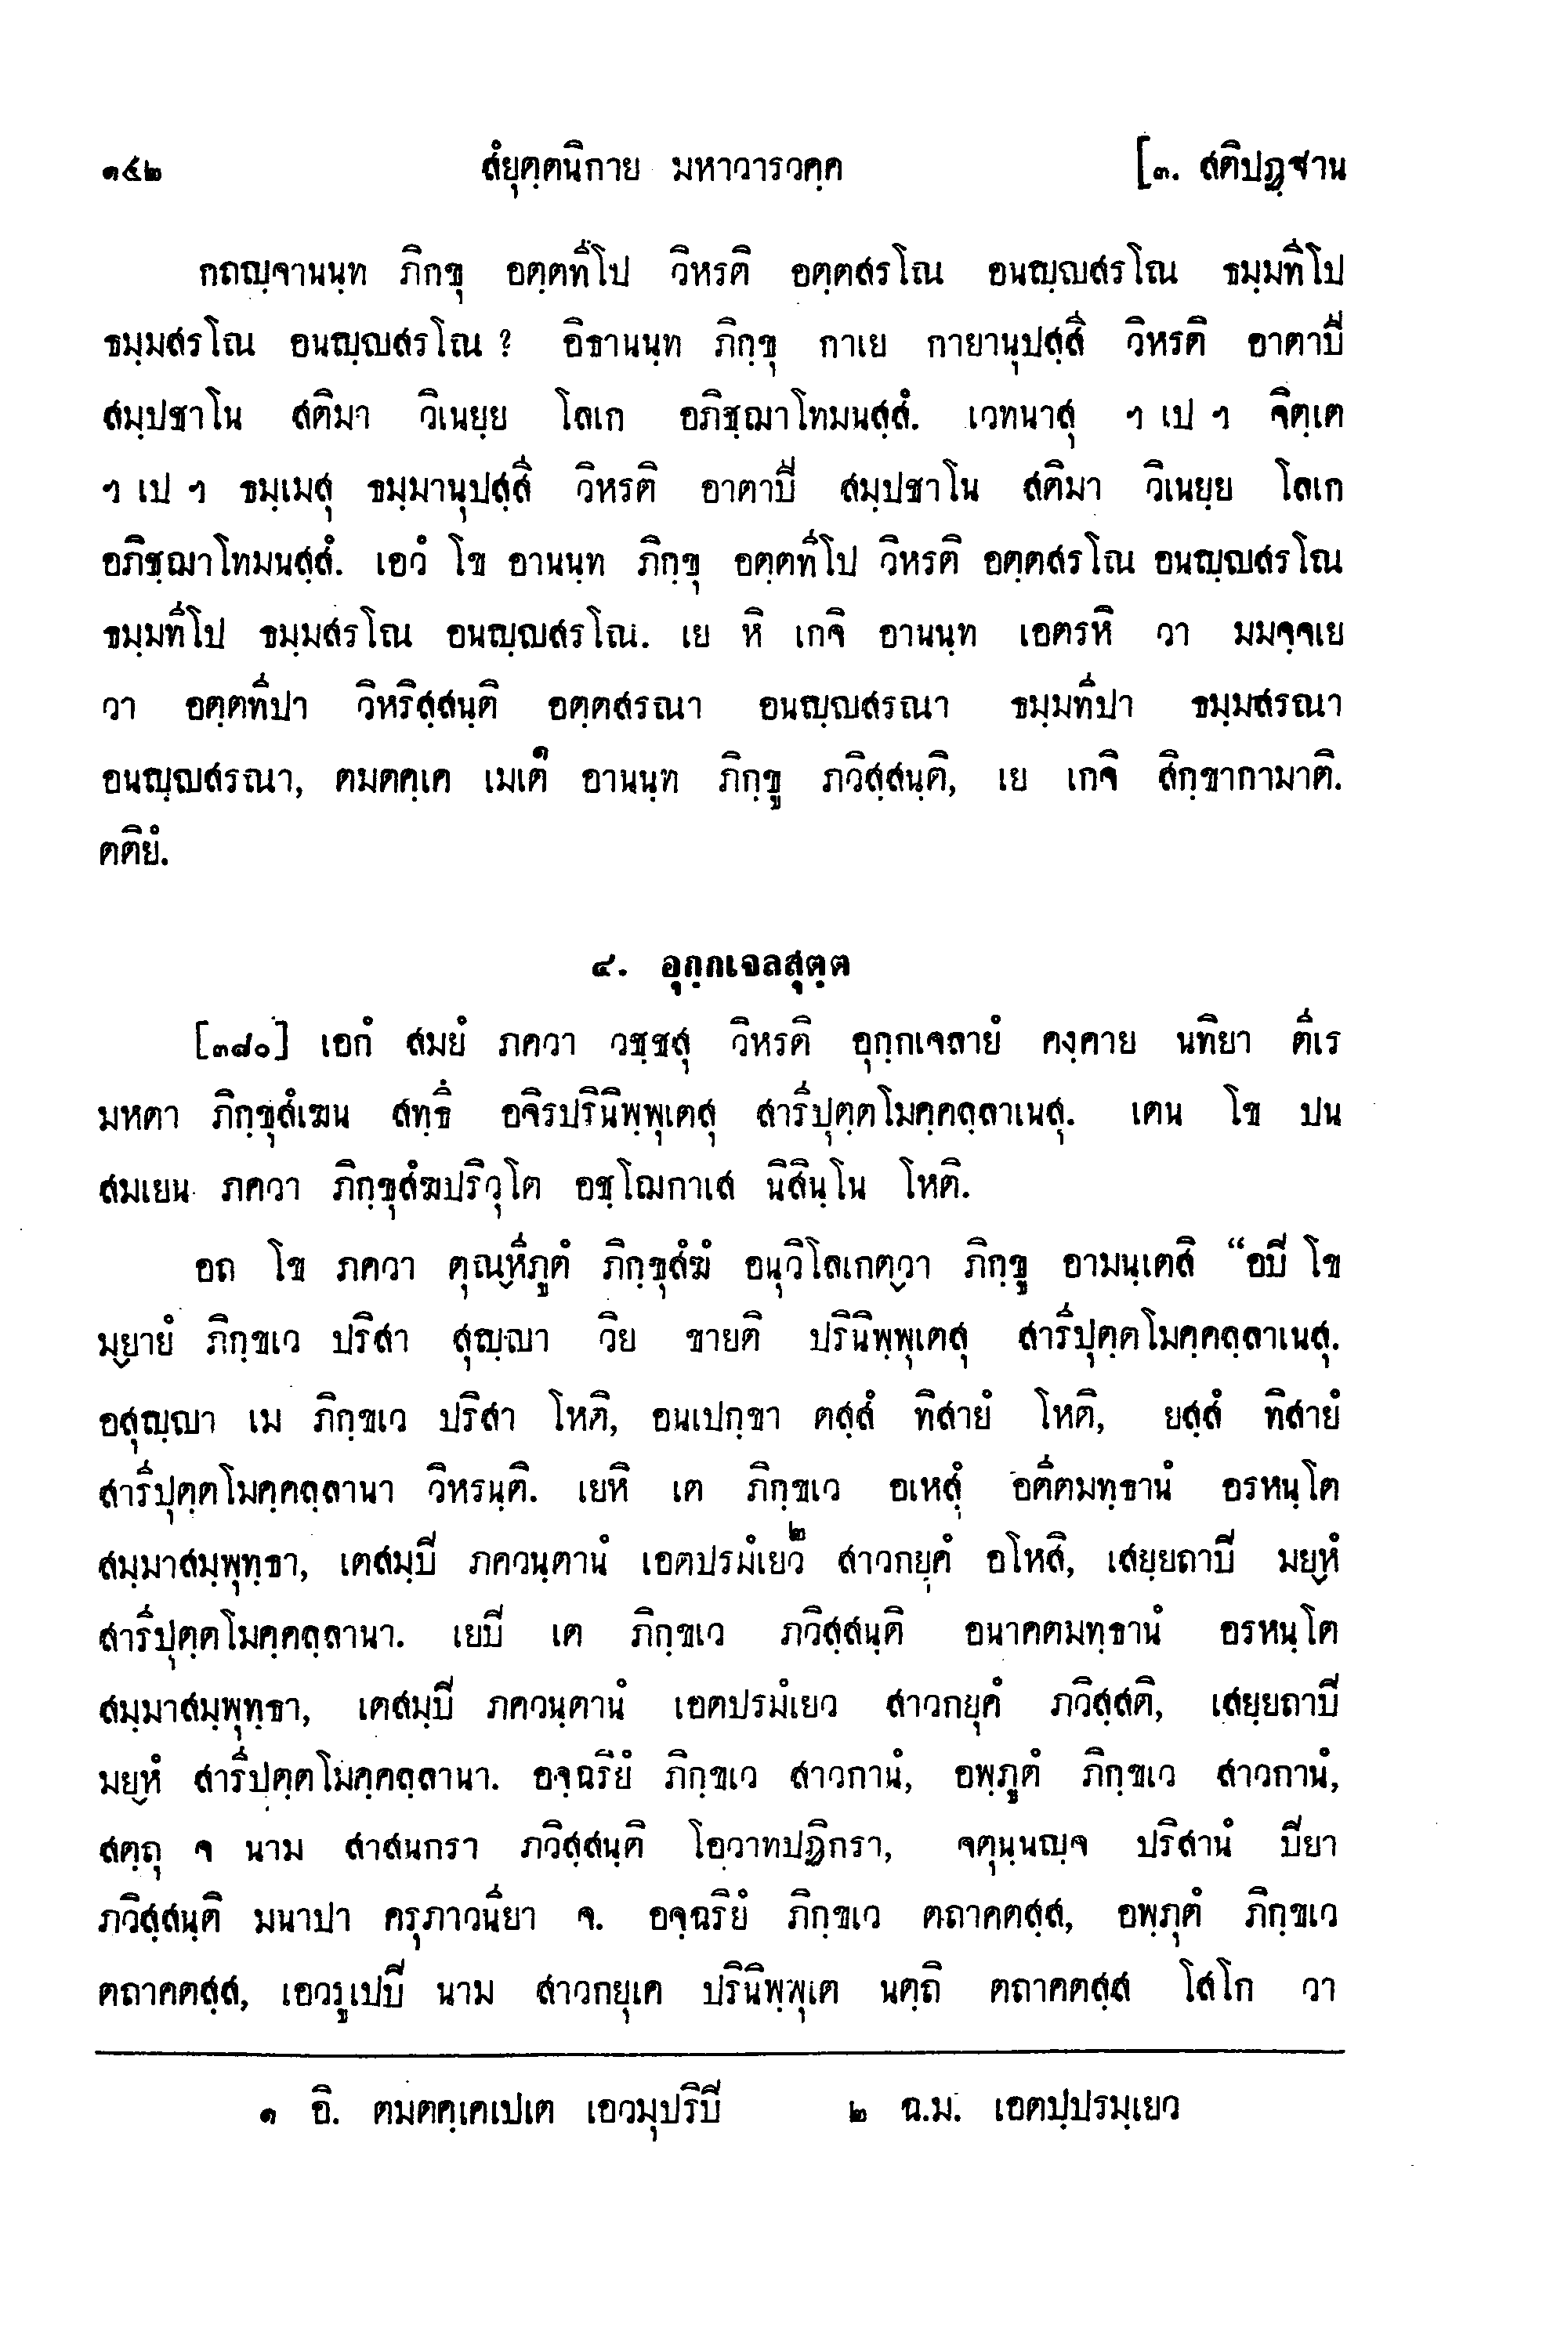 ๑๔๒ สํยุตฺตนิกาย มหาวารวคฺค [๓. สติปฏฺฐาน
กถญฺจานนฺท ภิกขุ อตฺตทีโป วิหรติ อตฺตสรโณ อนญฺญสรโณ ธมฺมทีโป
ธมฺมสรโณ อนญฺญสรโณ ? อิธานนฺท ภิกฺขุ กาเย กายานุปสฺสี วิหรติ อาตาปี
สมฺปชาโน สติมา วิเนยฺย โลเก อภิชฺฌาโทมนสฺสํ. เวทนาสุ ฯ เป ฯ จิตฺเต
ฯ เป ฯ ธมฺเมสุ ธมฺมานุปสฺสี วิหรติ อาตาปี สมฺปชาโน สติมา วิเนยฺย โลเก
อภิชฺฌาโทมนสฺสํ. เอวํ โข อานนฺท ภิกฺขุ อตฺตทีโป วิหรติ อตฺตสรโณ อนญฺญสรโณ
ธมฺมทีโป ธมฺมสรโณ อนญฺญสรโณ. เย หิ เกจิ อานนฺท เอตรหิ วา มมจฺจเย
วา อตฺตทีปา วิหริสฺสนฺติ อตฺตสรณา อนญฺญสรณา ธมฺมทีปา ธมฺมสรณา
อนญฺญสรณา, ตมตคฺเค เมเต๑ อานนฺท ภิกฺขู ภวิสฺสนฺติ, เย เกจิ สิกฺขากามาติ.
ตติยํ.
๔. อุกฺกเจลสุตฺต
[๓๘๐] เอกํ สมยํ ภควา วชฺชสุ วิหรติ อุกฺกเจลายํ คงฺคาย นทิยา ตีเร
มหตา ภิกฺขุสํเฆน สทฺธึ อจิรปรินิพฺพุเตสุ สารีปุตฺตโมคฺคลฺลาเนสุ. เตน โข ปน
สมเยน ภควา ภิกฺขุสํฆปริวุโต อชฺโฌกาเส นิสินฺโน โหติ.
อถ โข ภควา ตุณฺหีภูตํ ภิกฺขุสํฆํ อนุวิโลเกตฺวา ภิกฺขู อามนฺเตสิ “อปิ โข
มฺยายํ ภิกฺขเว ปริสา สุญฺญา วิย ขายติ ปรินิพฺพุเตสุ สารีปุตฺตโมคฺคลฺลาเนสุ.
อสุญฺญา เม ภิกฺขเว ปริสา โหติ, อนเปกฺขา ตสฺสํ ทิสายํ โหติ, ยสฺสํ ทิสายํ
สารีปุตฺตโมคฺคลฺลานา วิหรนฺติ. เยหิ เต ภิกฺขเว อเหสุํ อตีตมทฺธานํ อรหนฺโต
สมฺมาสมฺพุทฺธา, เตสมฺปิ ภควนฺตานํ เอตปรมํเยว๒ สาวกยุคํ อโหสิ, เสยฺยถาปิ มยฺหํ
สารีปุตฺตโมคฺคลฺลานา. เยปิ เต ภิกฺขเว ภวิสฺสนฺติ อนาคตมทฺธานํ อรหนฺโต
สมฺมาสมฺพุทฺธา, เตสมฺปิ ภควนฺตานํ เอตปรมํเยว สาวกยุคํ ภวิสฺสติ, เสยฺยถาปิ
มยฺหํ สารีปุตฺตโมคฺคลฺลานา. อจฺฉริยํ ภิกฺขเว สาวกานํ, อพฺภูตํ ภิกฺขเว สาวกานํ,
สตฺถุ จ นาม สาสนกรา ภวิสฺสนฺติ โอวาทปฏิกรา, จตุนฺนญฺจ ปริสานํ ปิยา
ภวิสฺสนฺติ มนาปา ครุภาวนียา จ. อจฺฉริยํ ภิกฺขเว ตถาคตสฺส, อพฺภุตํ ภิกฺขเว
ตถาคตสฺส, เอวรูเปปิ นาม สาวกยุเค ปรินิพฺพุเต นตฺถิ ตถาคตสฺส โสโก วา
๑ อิ. ตมตคฺเคเปเต เอวมุปริปิ ๒ ฉ.ม. เอตปฺปรมฺเยว